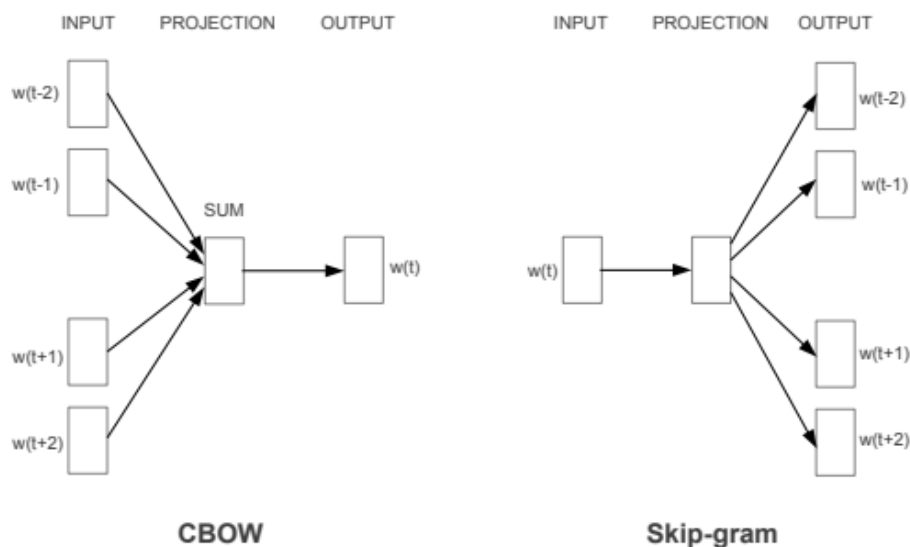 INPUT PROJECTION OUTPUT
w(t-2)
w(t-1)
SUM
w(t)
w(t+1)
w(t+2)
CBOW
INPUT PROJECTION OUTPUT
w(t-2)
w(t-1)
w(t)
w(t+1)
w(t+2)
Skip-gram